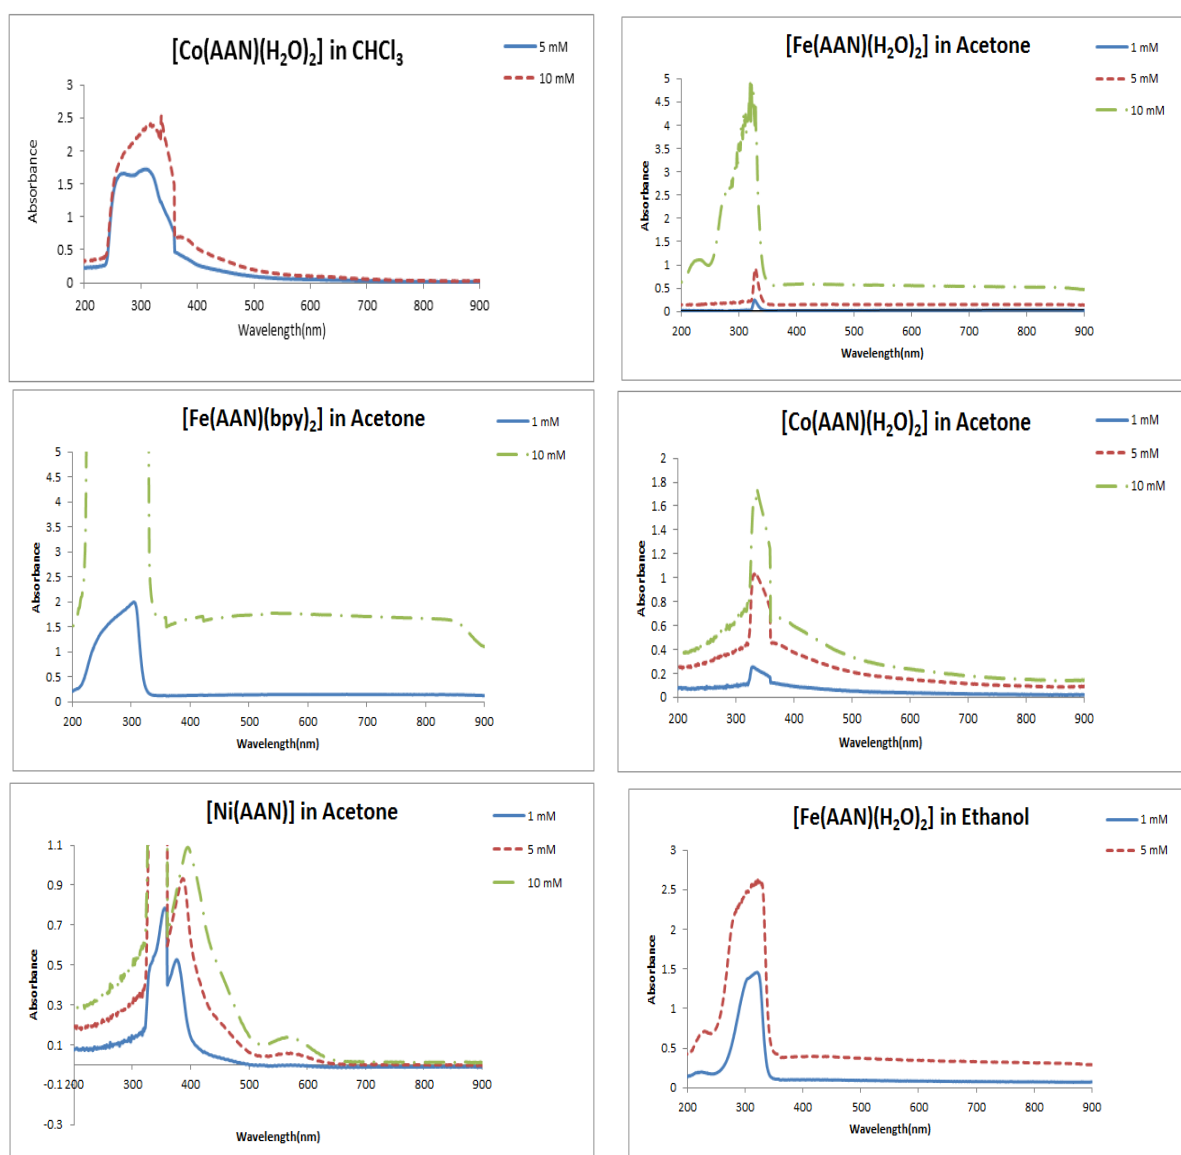 [Co(AAN)(H₂O)₂] in CHCl₃
5 mM
10 mM
3
2.5
2
1.5
1
0.5
0
200 300 400 500 600 700 800 900
Absorbance
Wavelength(nm)
[Fe(AAN)(H₂O)₂] in Acetone
1 mM
5 mM
10 mM
5
4.5
4
3.5
3
2.5
2
1.5
1
0.5
0
200 300 400 500 600 700 800 900
Absorbance
Wavelength(nm)
[Fe(AAN)(bpy)₂] in Acetone
1 mM
10 mM
5
4.5
4
3.5
3
2.5
2
1.5
1
0.5
0
200 300 400 500 600 700 800 900
Absorbance
Wavelength(nm)
[Co(AAN)(H₂O)₂] in Acetone
1 mM
5 mM
10 mM
2
1.8
1.6
1.4
1.2
1
0.8
0.6
0.4
0.2
0
200 300 400 500 600 700 800 900
Absorbance
Wavelength(nm)
[Ni(AAN)] in Acetone
1 mM
5 mM
10 mM
1.1
0.9
0.7
0.5
0.3
0.1
-0.1
-0.3
200 300 400 500 600 700 800 900
Absorbance
Wavelength(nm)
[Fe(AAN)(H₂O)₂] in Ethanol
1 mM
5 mM
3
2.5
2
1.5
1
0.5
0
200 300 400 500 600 700 800 900
Absorbance
Wavelength(nm)